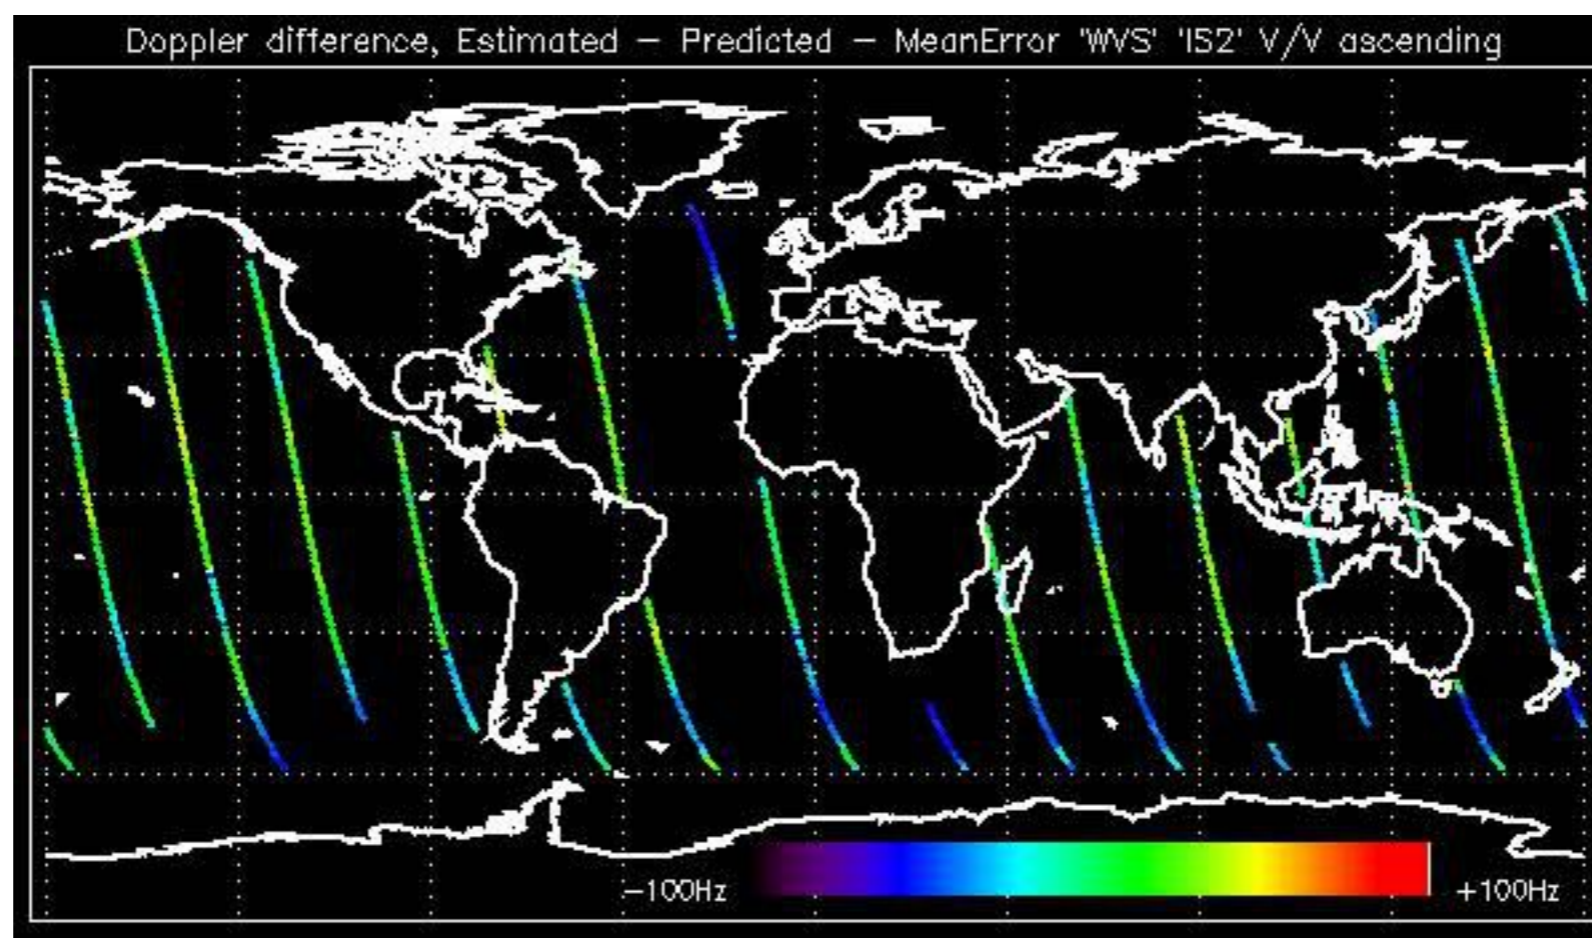 Doppler difference, Estimated – Predicted – MeanError 'WVS' 'IS2' V/V ascending
–100Hz
+100Hz